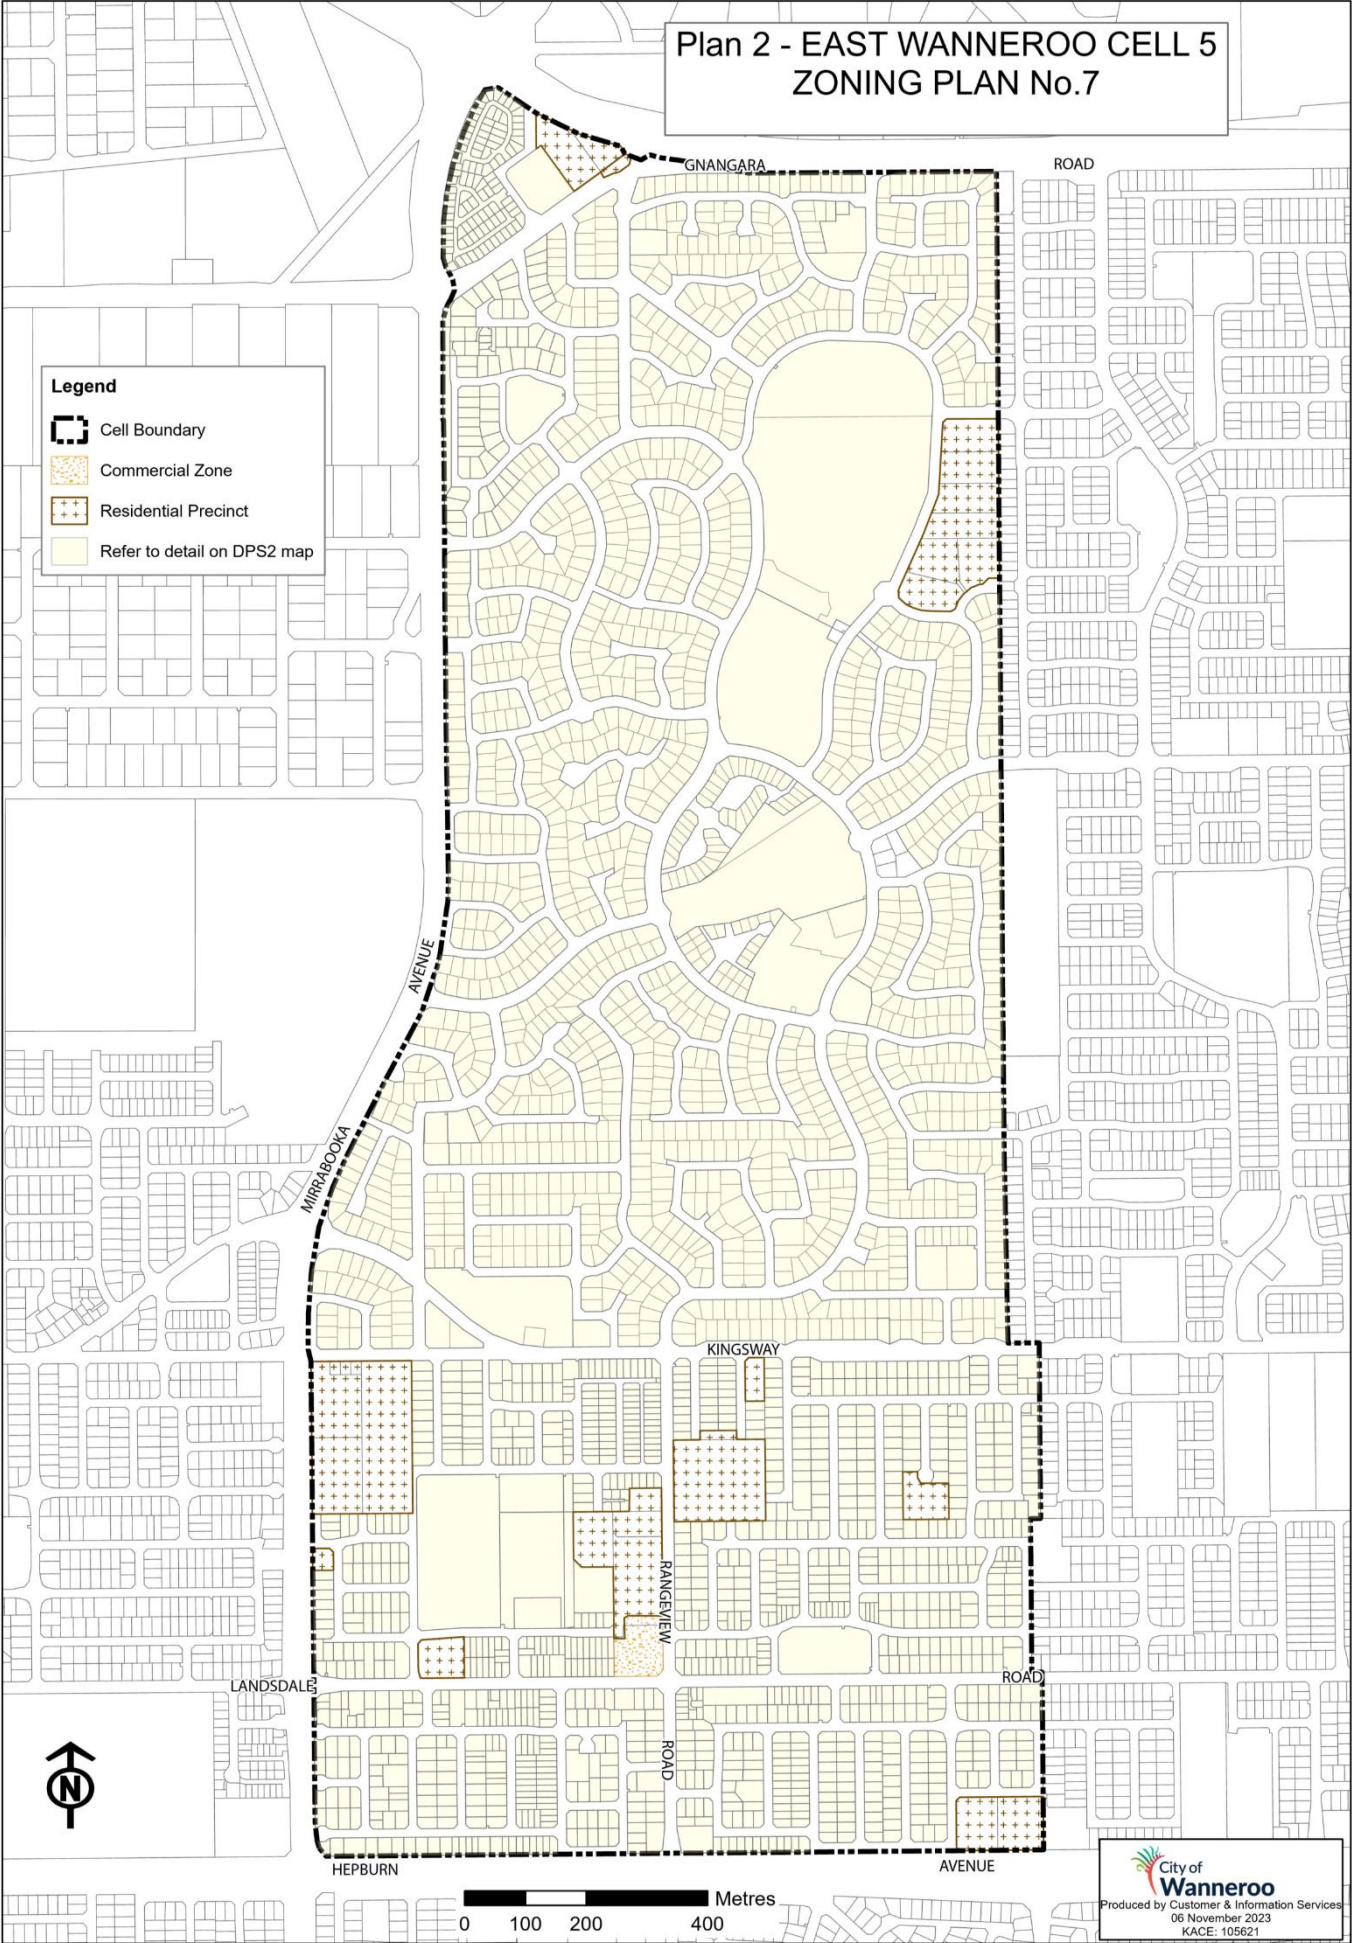 Plan 2 - EAST WANNEROO CELL 5
ZONING PLAN No.7
GNANGARA
ROAD
Legend
Cell Boundary
Commercial Zone
Residential Precinct
Refer to detail on DPS2 map
AVENUE
MIRRABOOKA
KINGSWAY
RANGEVIEW
LANDSDALE
ROAD
ROAD
N
HEPBURN
AVENUE
Metres
0 100 200 400
City of
Wanneroo
Produced by Customer & Information Services
06 November 2023
KACE: 105621